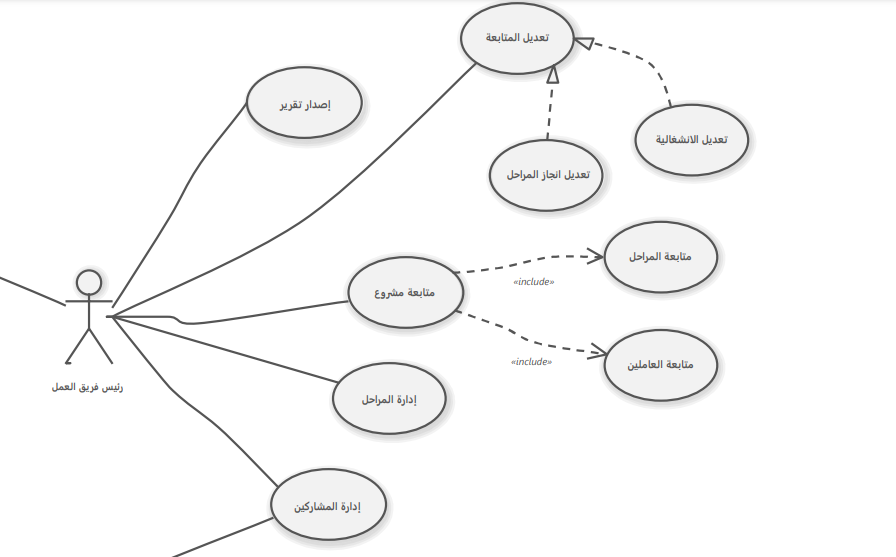 تعديل المتابعة
إصدار تقرير
تعديل الانشغالية
تعديل انجاز المراحل
متابعة المراحل
«include»
متابعة مشروع
متابعة العاملين
«include»
رئيس فريق العمل
إدارة المراحل
إدارة المشاركين